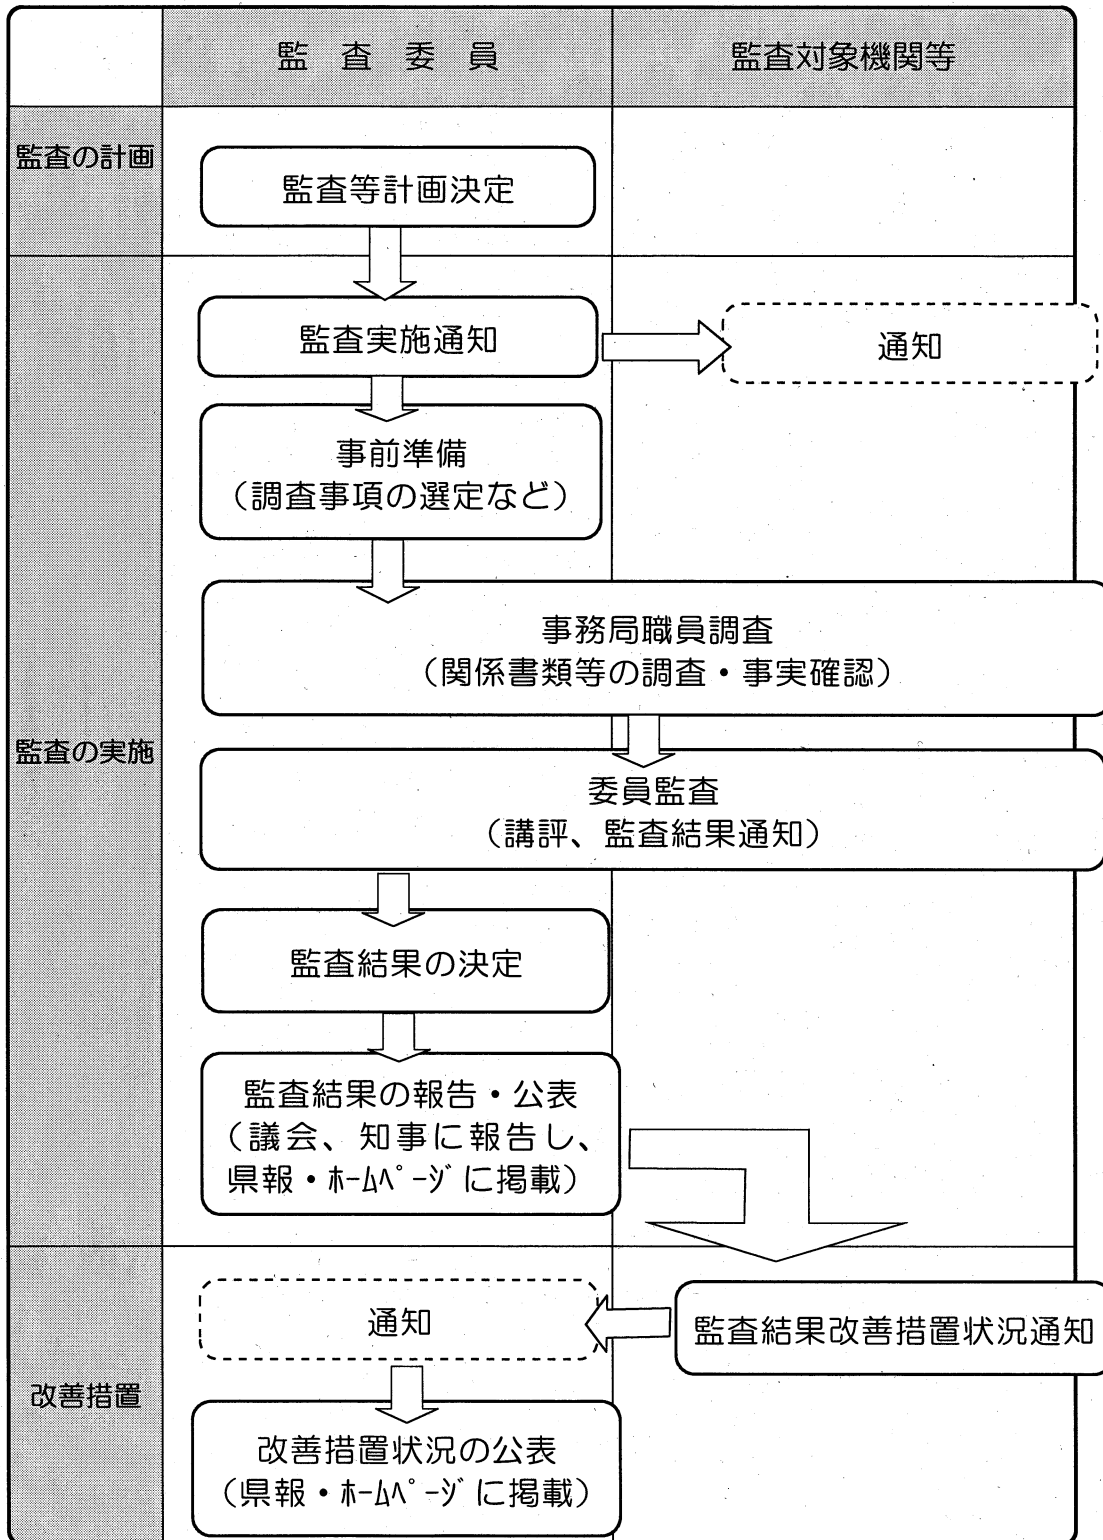 監査委員
監査対象機関等
監査の計画
監査等計画決定
監査の実施
監査実施通知
通知
事前準備
（調査事項の選定など）
事務局職員調査
（関係書類等の調査・事実確認）
委員監査
（講評、監査結果通知）
監査結果の決定
監査結果の報告・公表
（議会、知事に報告し、
県報・ﾎｰﾑﾍﾟｰｼﾞに掲載）
改善措置
通知
監査結果改善措置状況通知
改善措置状況の公表
（県報・ﾎｰﾑﾍﾟｰｼﾞに掲載）